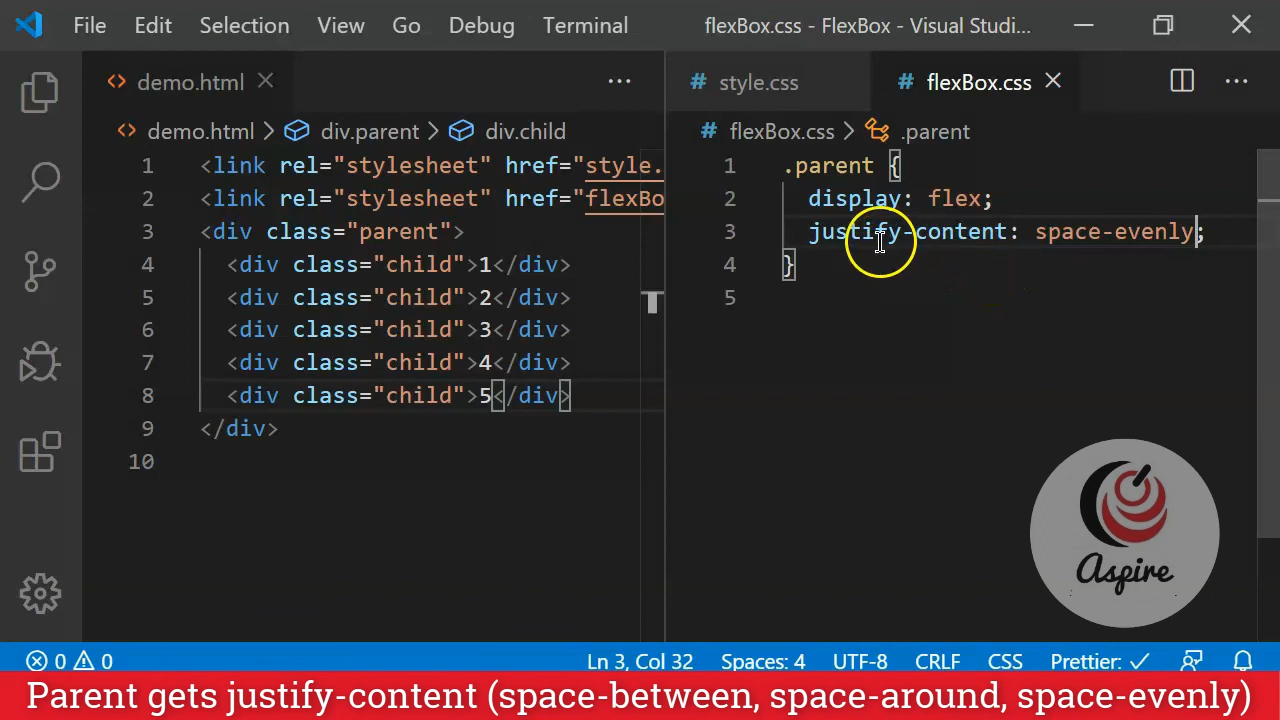 File Edit Selection View Go Debug Terminal flexBox.css - FlexBox - Visual Studi...
demo.html
style.css flexBox.css
demo.html > div.parent > div.child
1 <link rel="stylesheet" href="style.
2 <link rel="stylesheet" href="flexBo
3 <div class="parent">
4 <div class="child">1</div>
5 <div class="child">2</div>
6 <div class="child">3</div>
7 <div class="child">4</div>
8 <div class="child">5</div>
9 </div>
10
# flexBox.css > .parent
1 .parent {
2 display: flex;
3 justify-content: space-evenly;
4 }
5
Aspire
0 0 Ln 3, Col 32 Spaces: 4 UTF-8 CRLF CSS Prettier: ✓
Parent gets justify-content (space-between, space-around, space-evenly)